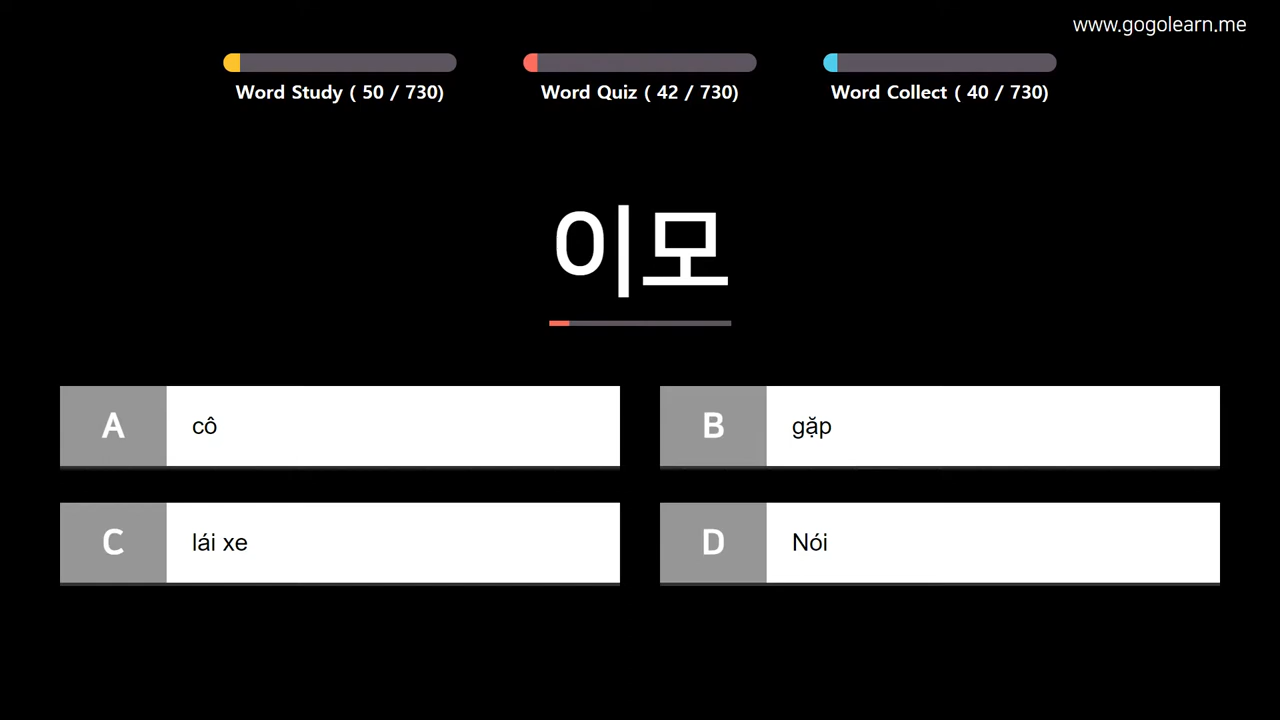 www.gogolearn.me
Word Study ( 50 / 730)
Word Quiz ( 42 / 730)
Word Collect ( 40 / 730)
이모
A
cô
B
gặp
C
lái xe
D
Nói